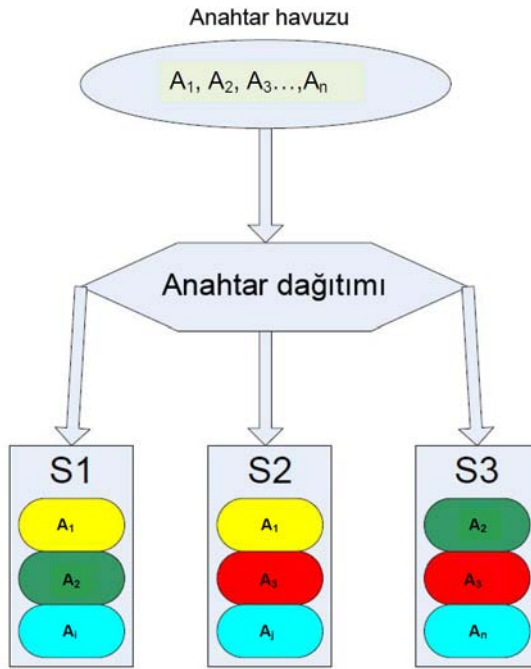 Anahtar havuzu
A₁, A₂, A₃…,Aₙ
Anahtar dağıtımı
S1
A₁
A₂
Aᵢ
S2
A₁
A₃
Aⱼ
S3
A₂
A₃
Aₙ